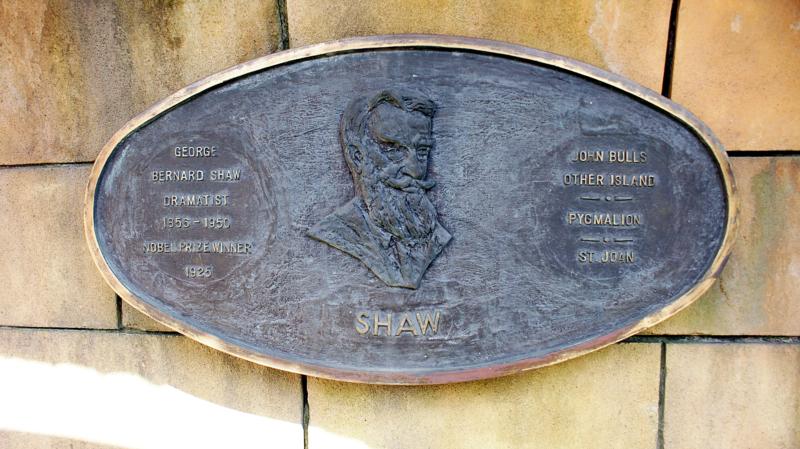 GEORGE
BERNARD SHAW
DRAMATIST
1856 - 1950
NOBEL PRIZE WINNER
1925
SHAW
JOHN BULLS
OTHER ISLAND
PYGMALION
ST. JOAN